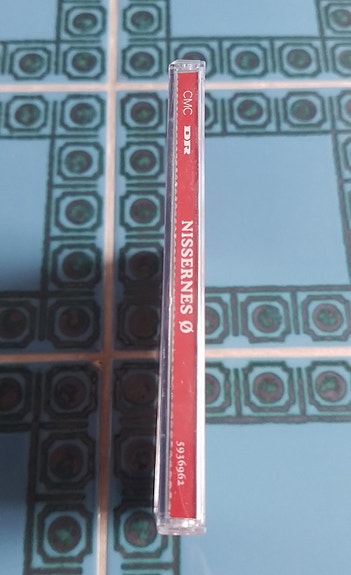 CMC DR NISSERNES Ø 5936962